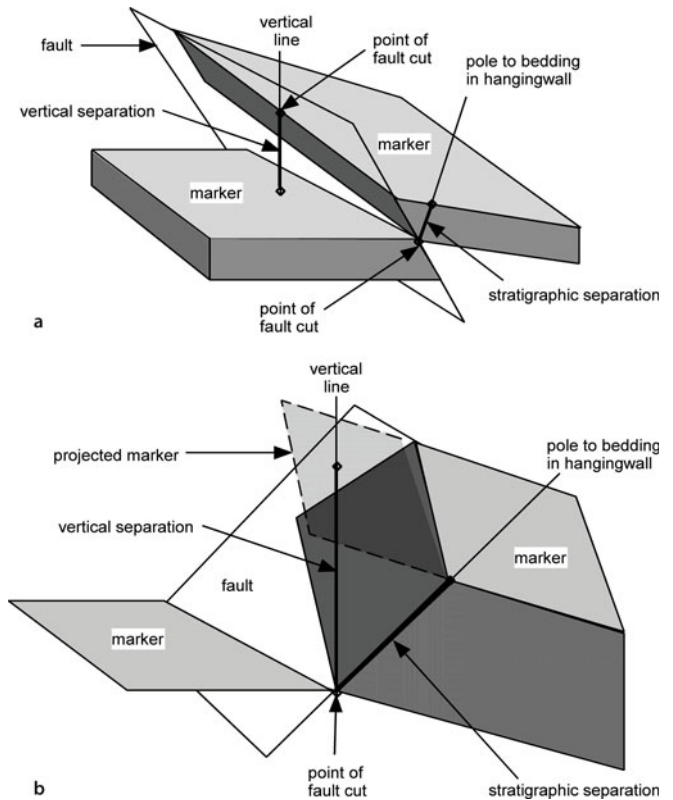 vertical
line
fault
point of
fault cut
pole to bedding
in hangingwall
vertical separation
marker
marker
stratigraphic
separation
point of
fault cut
a
vertical
line
projected marker
pole to bedding
in hangingwall
vertical separation
marker
fault
marker
point of
fault cut
stratigraphic
separation
b